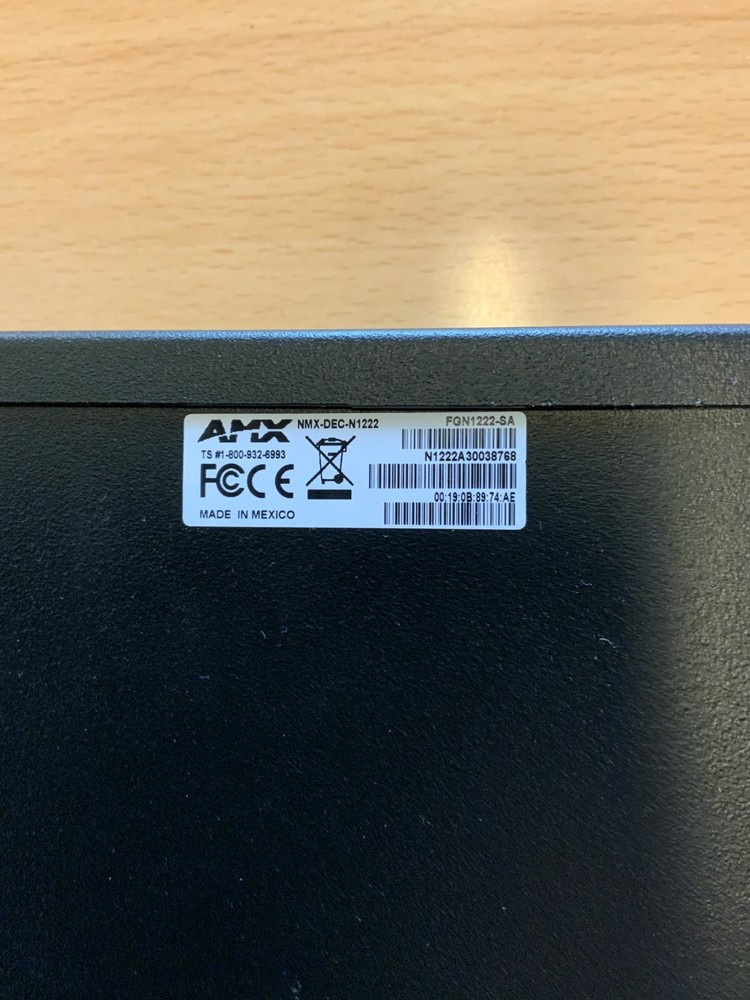 AMX NMX-DEC-N1222
FGN1222-SA
TS #1-800-932-6993
N1222A30038768
FC CE
00:19:0B:89:74:AE
MADE IN MEXICO